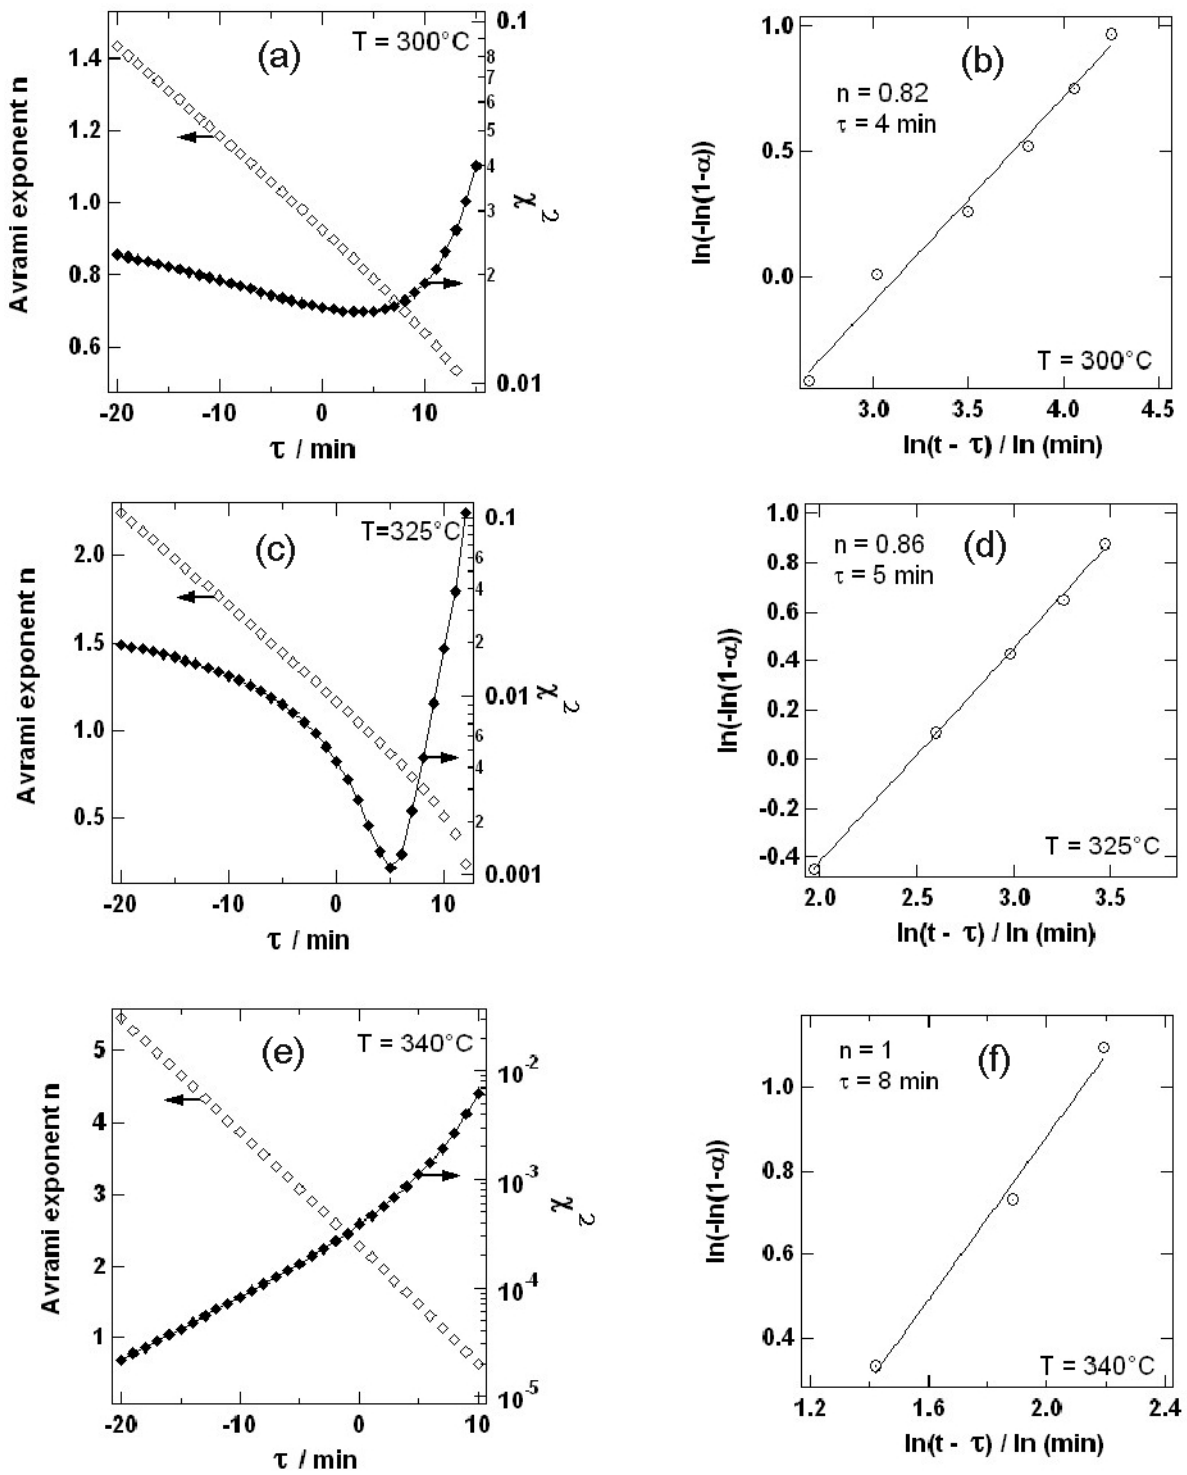 (a)
T = 300°C
Avrami exponent n
1.4
1.2
1.0
0.8
0.6
0.1
8
7
6
5
4
3
2
0.01
χ²
-20
-10
0
10
τ / min
(b)
n = 0.82
τ = 4 min
T = 300°C
ln(-ln(1-α))
1.0
0.5
0.0
3.0
3.5
4.0
4.5
ln(t - τ) / ln (min)
(c)
T=325°C
Avrami exponent n
2.0
1.5
1.0
0.5
0.1
6
4
2
0.01
6
4
2
0.001
χ²
-20
-10
0
10
τ / min
(d)
n = 0.86
τ = 5 min
T = 325°C
ln(-ln(1-α))
1.0
0.8
0.6
0.4
0.2
0.0
-0.2
-0.4
2.0
2.5
3.0
3.5
ln(t - τ) / ln (min)
(e)
T = 340°C
Avrami exponent n
5
4
3
2
1
10⁻²
10⁻³
10⁻⁴
10⁻⁵
χ²
-20
-10
0
10
τ / min
(f)
n = 1
τ = 8 min
T = 340°C
ln(-ln(1-α))
1.0
0.8
0.6
0.4
1.2
1.6
2.0
2.4
ln(t - τ) / ln (min)